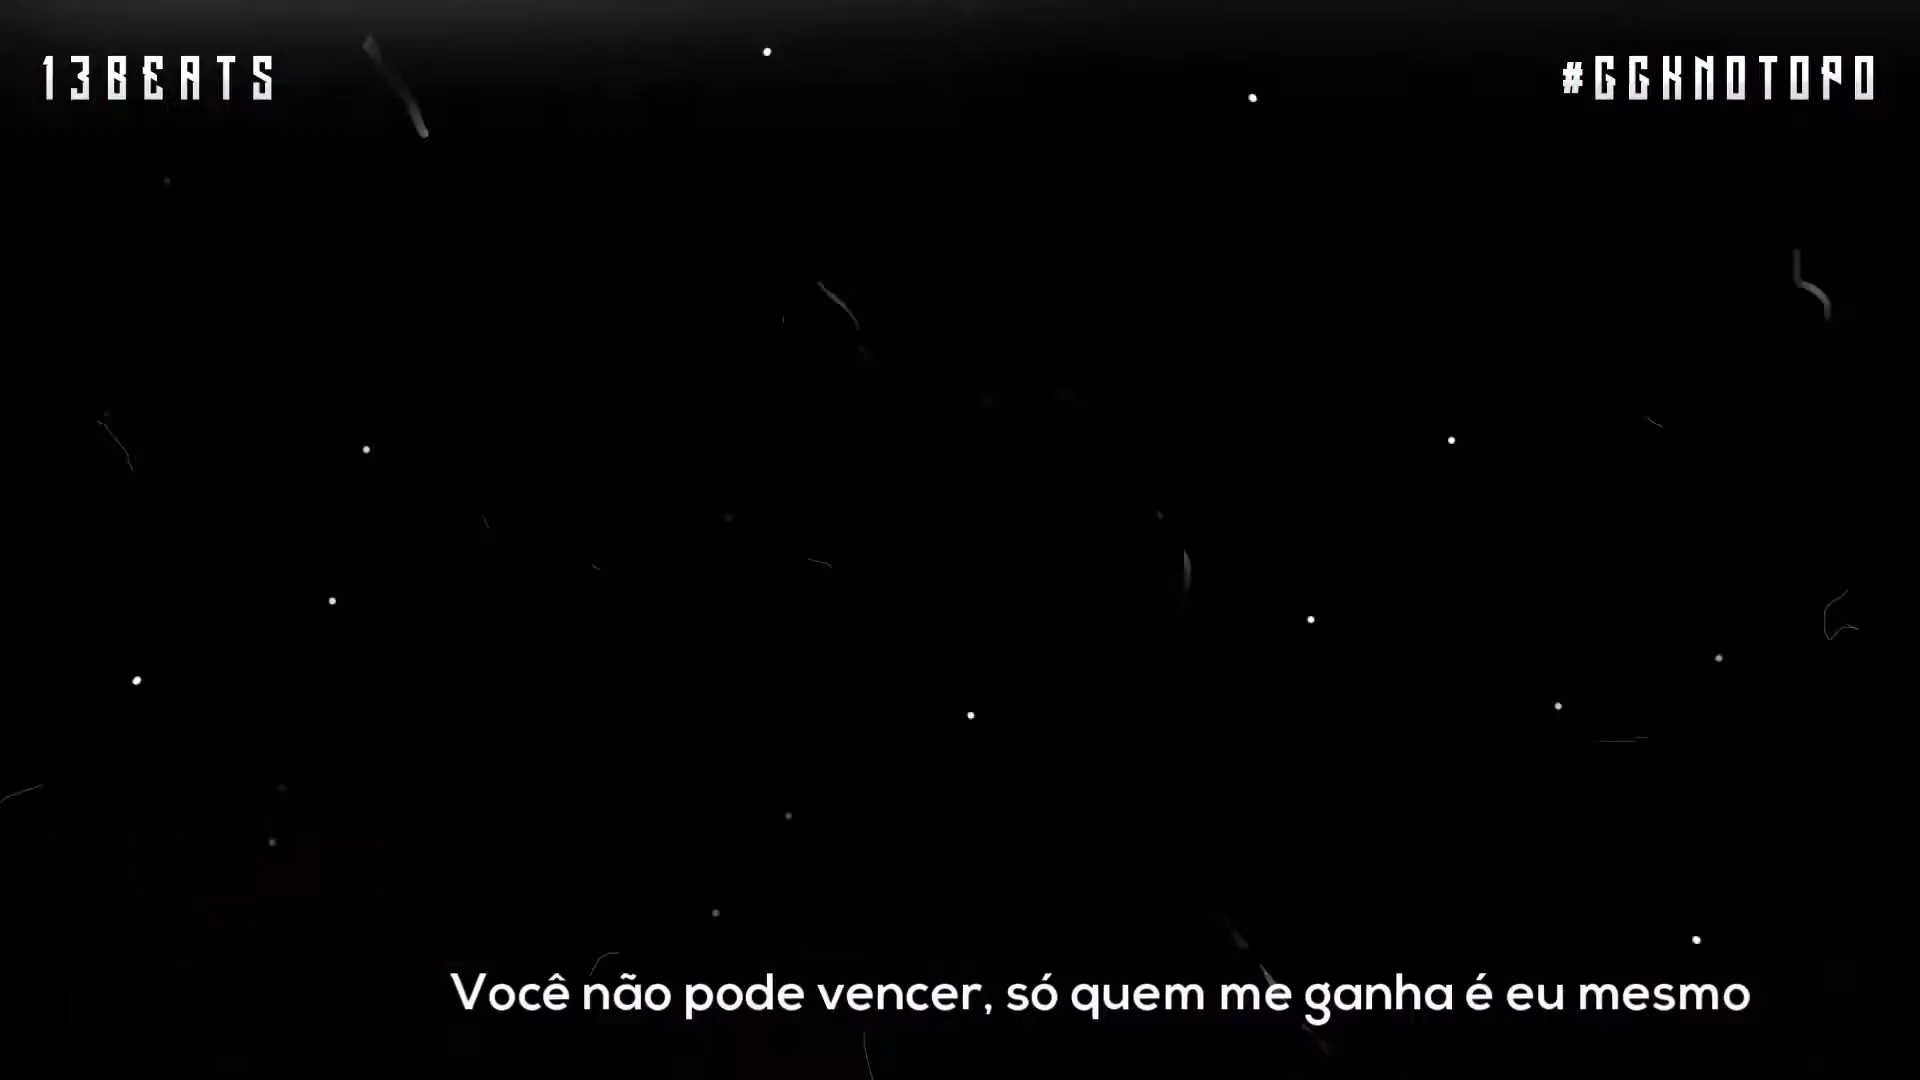 13BEATS
#GGKNOTOPO
Você não pode vencer, só quem me ganha é eu mesmo